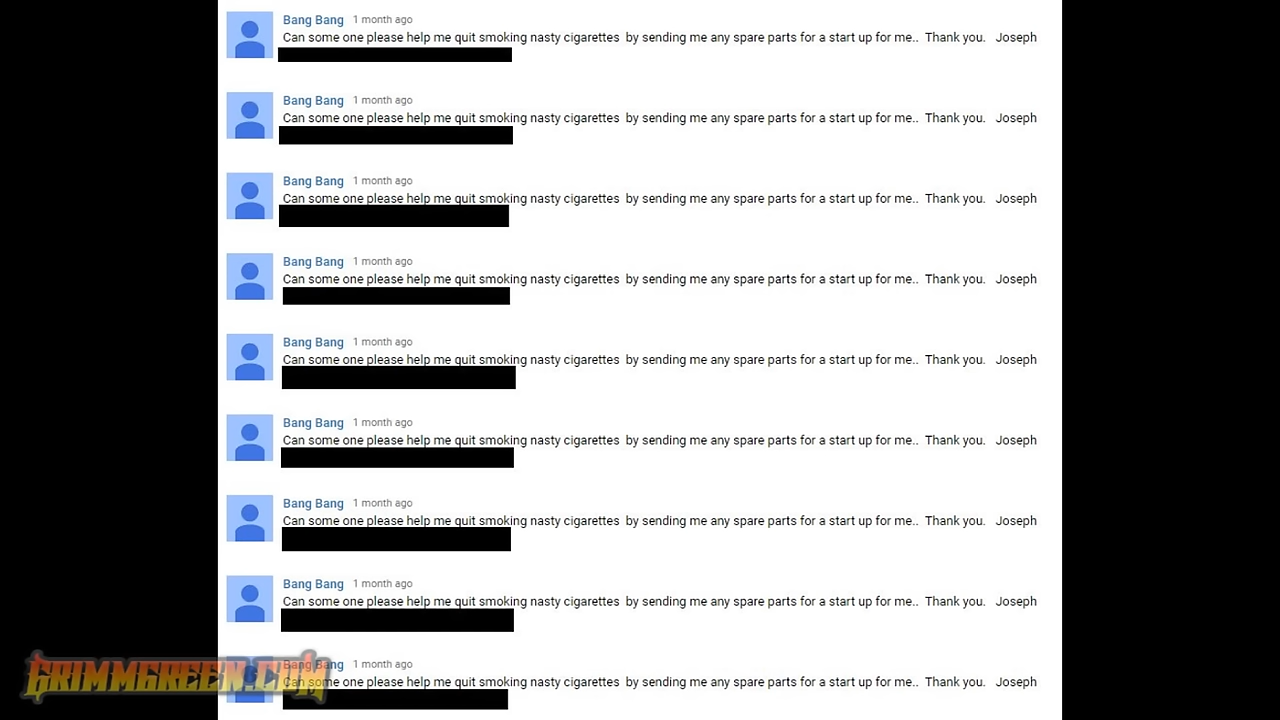 Bang Bang 1 month ago
Can some one please help me quit smoking nasty cigarettes by sending me any spare parts for a start up for me.. Thank you. Joseph
Bang Bang 1 month ago
Can some one please help me quit smoking nasty cigarettes by sending me any spare parts for a start up for me.. Thank you. Joseph
Bang Bang 1 month ago
Can some one please help me quit smoking nasty cigarettes by sending me any spare parts for a start up for me.. Thank you. Joseph
Bang Bang 1 month ago
Can some one please help me quit smoking nasty cigarettes by sending me any spare parts for a start up for me.. Thank you. Joseph
Bang Bang 1 month ago
Can some one please help me quit smoking nasty cigarettes by sending me any spare parts for a start up for me.. Thank you. Joseph
Bang Bang 1 month ago
Can some one please help me quit smoking nasty cigarettes by sending me any spare parts for a start up for me.. Thank you. Joseph
Bang Bang 1 month ago
Can some one please help me quit smoking nasty cigarettes by sending me any spare parts for a start up for me.. Thank you. Joseph
Bang Bang 1 month ago
Can some one please help me quit smoking nasty cigarettes by sending me any spare parts for a start up for me.. Thank you. Joseph
Bang Bang 1 month ago
Can some one please help me quit smoking nasty cigarettes by sending me any spare parts for a start up for me.. Thank you. Joseph
GRIMMGREEN.COM